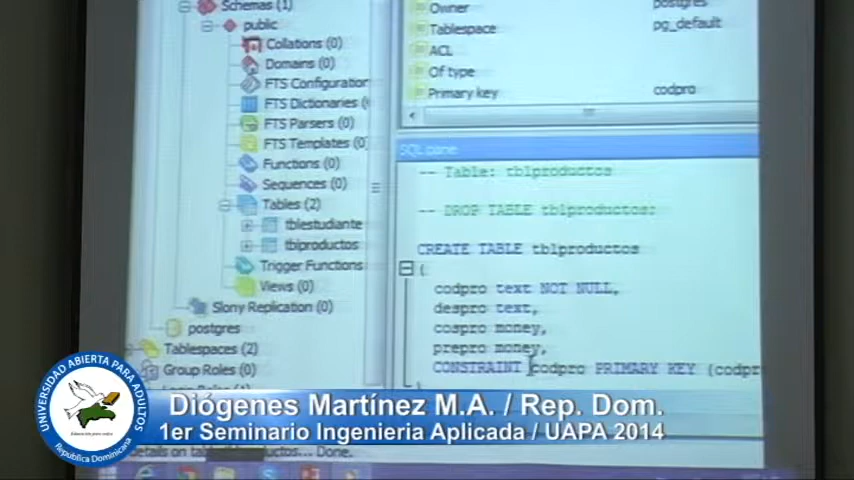 Schemas (1)
public
Collations (0)
Domains (0)
FTS Configuration
FTS Dictionaries (
FTS Parsers (0)
FTS Templates (0)
Functions (0)
Sequences (0)
Tables (2)
tblestudiante
tblproductos
Trigger Functions
Views (0)
Slony Replication (0)
postgres
Tablespaces (2)
Group Roles (0)
Owner postgres
Tablespace pg_default
ACL
Of type
Primary key codpro
SQL pane
-- Table: tblproductos
-- DROP TABLE tblproductos;
CREATE TABLE tblproductos
(
codpro text NOT NULL,
despro text,
cospro money,
prepro money,
CONSTRAINT codpro PRIMARY KEY (codpr
Diógenes Martínez M.A. / Rep. Dom.
1er Seminario Ingenieria Aplicada / UAPA 2014
UNIVERSIDAD ABIERTA PARA ADULTOS
Republica Dominicana
Done.